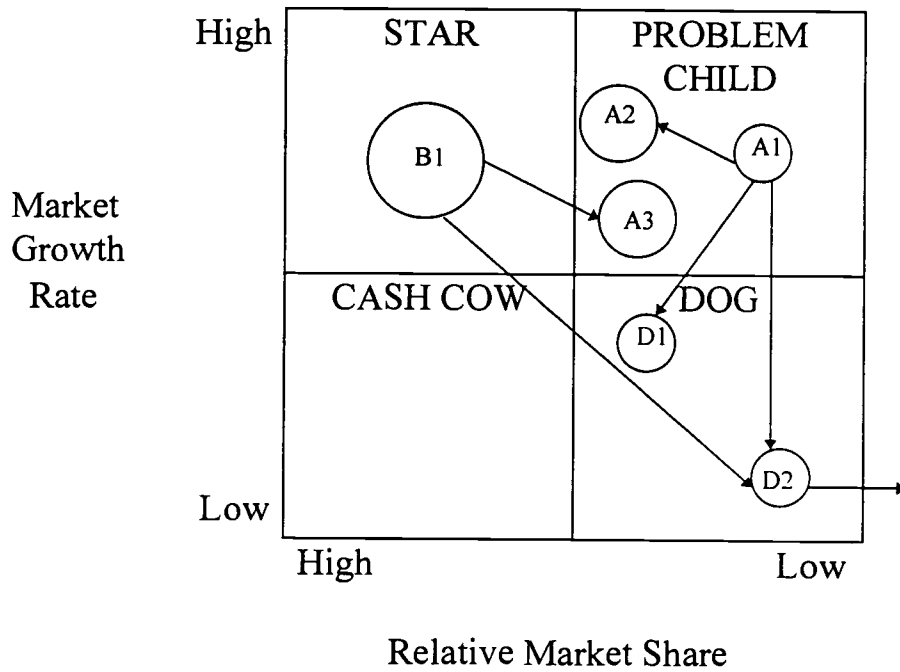 High
STAR
PROBLEM
CHILD
A2
A1
B1
A3
Market
Growth
Rate
CASH COW
DOG
D1
D2
Low
High
Low
Relative Market Share